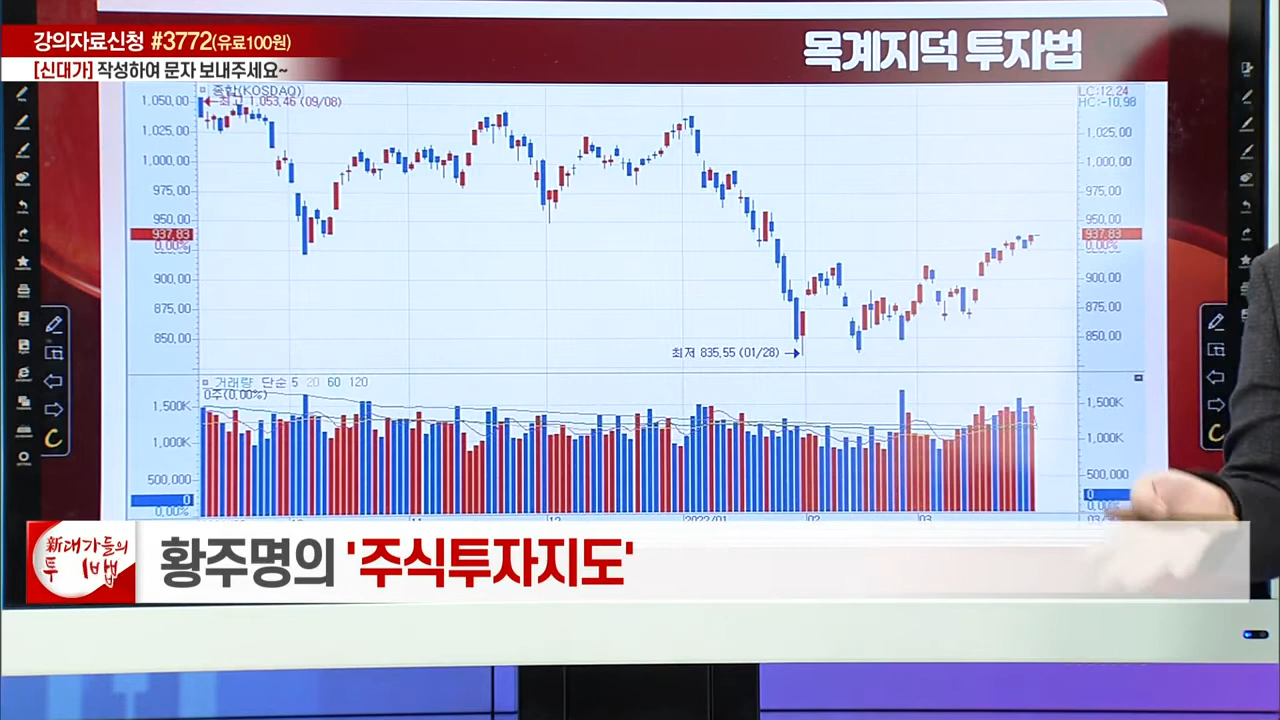 강의자료신청 #3772(유료100원)
[신대가] 작성하여 문자 보내주세요~
목계지덕 투자법
종합(KOSDAQ)
최고 1,053,46 (09/08)
LC:12,24
HC:-10,98
1,050,00
1,025,00
1,000,00
975,00
950,00
937,83
0,00%
900,00
875,00
850,00
1,025,00
1,000,00
975,00
950,00
937,83
0,00%
900,00
875,00
850,00
최저 835,55 (01/28)
거래량 단순 5 20 60 120
0주(0,00%)
1,500K
1,000K
500,000
0
0,00%
1,500K
1,000K
500,000
0
11
12
2022/01
02
03
新대가들의
투
황주명의 '주식투자지도'